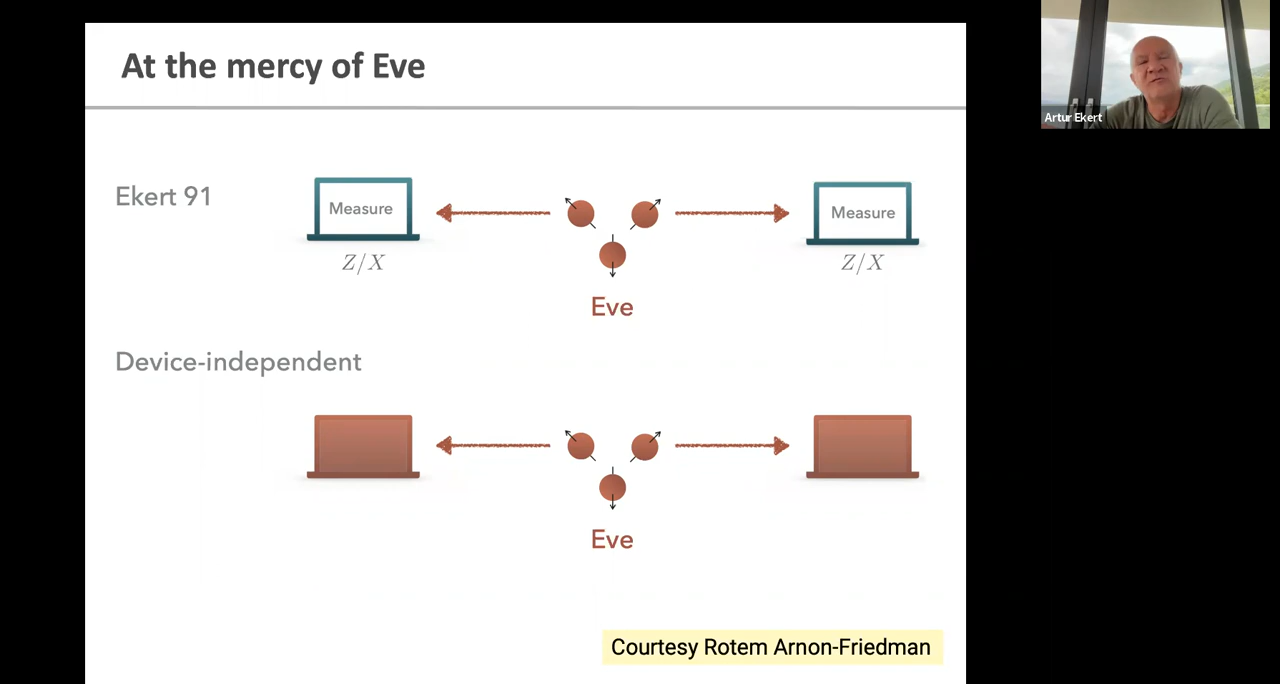 At the mercy of Eve
Artur Ekert
Ekert 91
Measure
Measure
Z/X
Z/X
Eve
Device-independent
Eve
Courtesy Rotem Arnon-Friedman